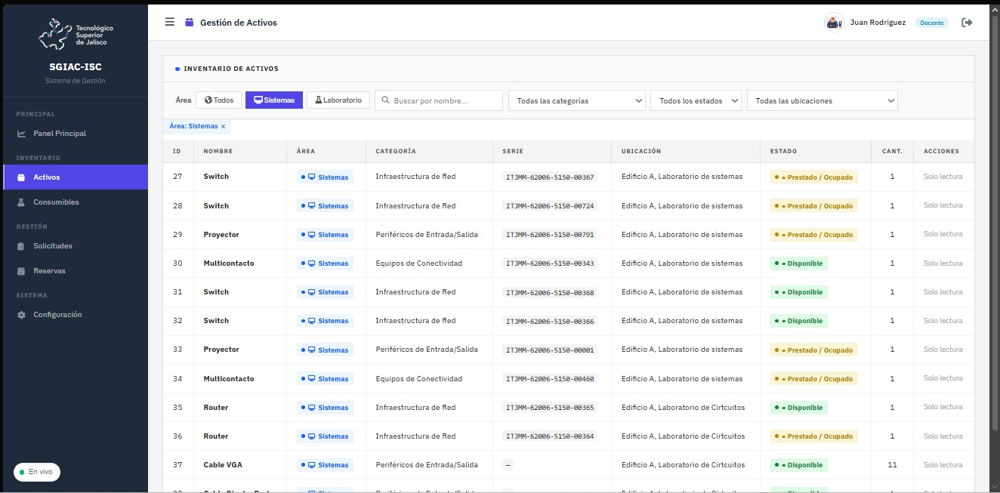 Tecnológico
Superior
de Jalisco
SGIAC-ISC
Sistema de Gestión
PRINCIPAL
Panel Principal
INVENTARIO
Activos
Consumibles
GESTIÓN
Solicitudes
Reservas
SISTEMA
Configuración
En vivo
Gestión de Activos
Juan Rodriguez Docente
INVENTARIO DE ACTIVOS
Área Todos Sistemas Laboratorio Buscar por nombre... Todas las categorías Todos los estados Todas las ubicaciones
Área: Sistemas ×
ID NOMBRE ÁREA CATEGORÍA SERIE UBICACIÓN ESTADO CANT. ACCIONES
27 Switch Sistemas Infraestructura de Red ITJMM-62006-5150-00367 Edificio A, Laboratorio de sistemas Prestado / Ocupado 1 Solo lectura
28 Switch Sistemas Infraestructura de Red ITJMM-62006-5150-00724 Edificio A, Laboratorio de sistemas Prestado / Ocupado 1 Solo lectura
29 Proyector Sistemas Periféricos de Entrada/Salida ITJMM-62006-5150-00791 Edificio A, Laboratorio de sistemas Prestado / Ocupado 1 Solo lectura
30 Multicontacto Sistemas Equipos de Conectividad ITJMM-62006-5150-00343 Edificio A, Laboratorio de sistemas Disponible 1 Solo lectura
31 Switch Sistemas Infraestructura de Red ITJMM-62006-5150-00368 Edificio A, Laboratorio de sistemas Disponible 1 Solo lectura
32 Switch Sistemas Infraestructura de Red ITJMM-62006-5150-00366 Edificio A, Laboratorio de sistemas Disponible 1 Solo lectura
33 Proyector Sistemas Periféricos de Entrada/Salida ITJMM-62006-5150-00001 Edificio A, Laboratorio de sistemas Prestado / Ocupado 1 Solo lectura
34 Multicontacto Sistemas Equipos de Conectividad ITJMM-62006-5150-00460 Edificio A, Laboratorio de sistemas Prestado / Ocupado 1 Solo lectura
35 Router Sistemas Infraestructura de Red ITJMM-62006-5150-00365 Edificio A, Laboratorio de Cirtcuitos Disponible 1 Solo lectura
36 Router Sistemas Infraestructura de Red ITJMM-62006-5150-00364 Edificio A, Laboratorio de Cirtcuitos Prestado / Ocupado 1 Solo lectura
37 Cable VGA Sistemas Periféricos de Entrada/Salida – Edificio A, Laboratorio de Cirtcuitos Disponible 11 Solo lectura